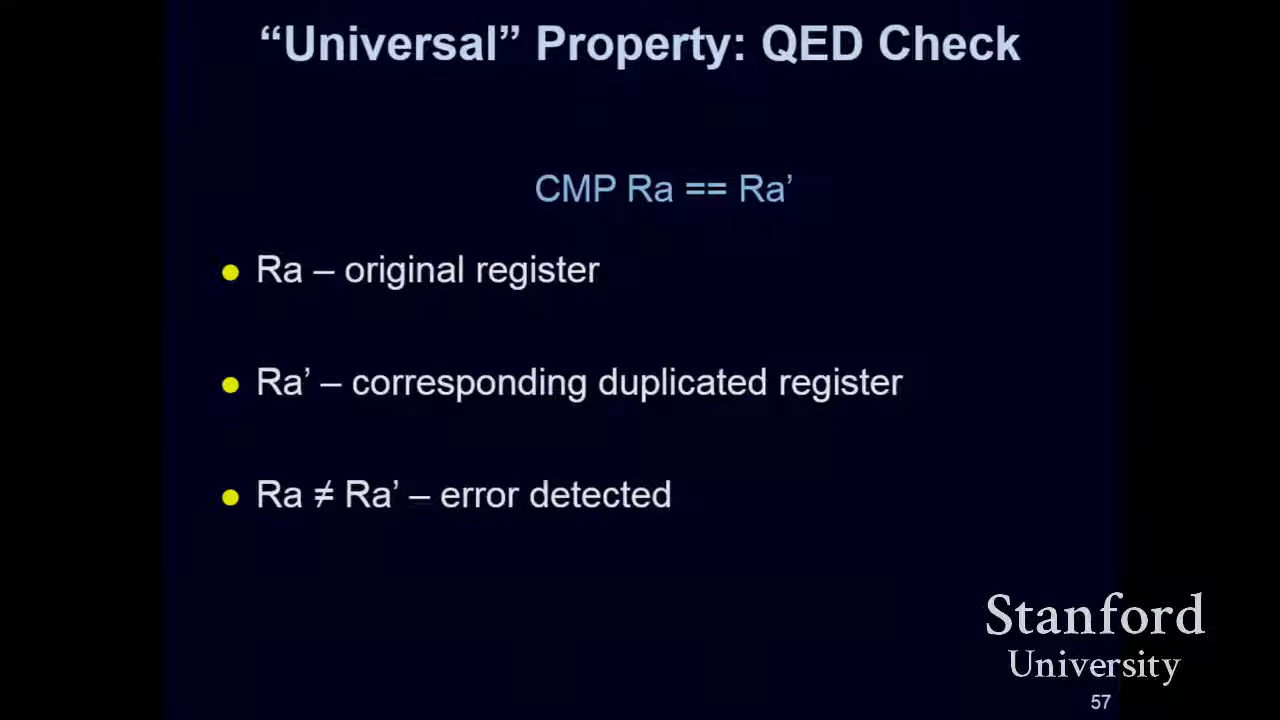 “Universal” Property: QED Check
CMP Ra == Ra’
Ra – original register
Ra’ – corresponding duplicated register
Ra ≠ Ra’ – error detected
Stanford
University
57